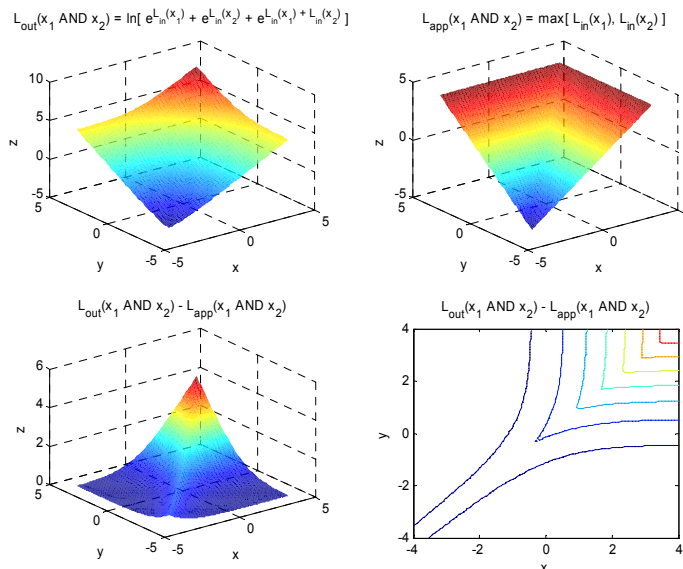 L_out(x_1 AND x_2) = ln[ e^{L_in(x_1)} + e^{L_in(x_2)} + e^{L_in(x_1) + L_in(x_2)} ]
10
5
0
-5
z
5
0
-5
y
-5
0
5
x
L_app(x_1 AND x_2) = max[ L_in(x_1), L_in(x_2) ]
5
0
-5
z
5
0
-5
y
-5
0
5
x
L_out(x_1 AND x_2) - L_app(x_1 AND x_2)
6
4
2
0
z
5
0
-5
y
-5
0
5
x
L_out(x_1 AND x_2) - L_app(x_1 AND x_2)
4
2
0
-2
-4
y
-4 -2 0 2 4
x